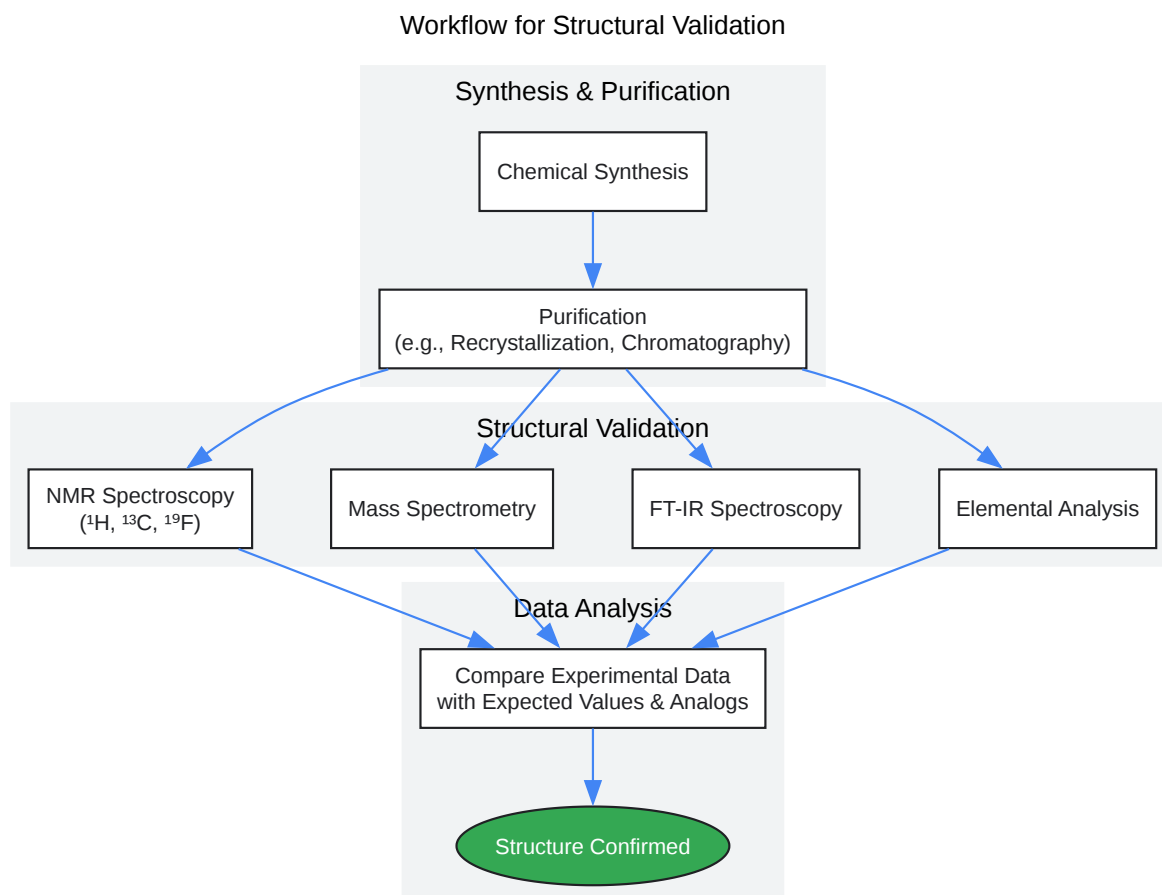 Workflow for Structural Validation
Synthesis & Purification
Chemical Synthesis
Purification
(e.g., Recrystallization, Chromatography)
Structural Validation
NMR Spectroscopy
(¹H, ¹³C, ¹⁹F)
Mass Spectrometry
FT-IR Spectroscopy
Elemental Analysis
Data Analysis
Compare Experimental Data
with Expected Values & Analogs
Structure Confirmed